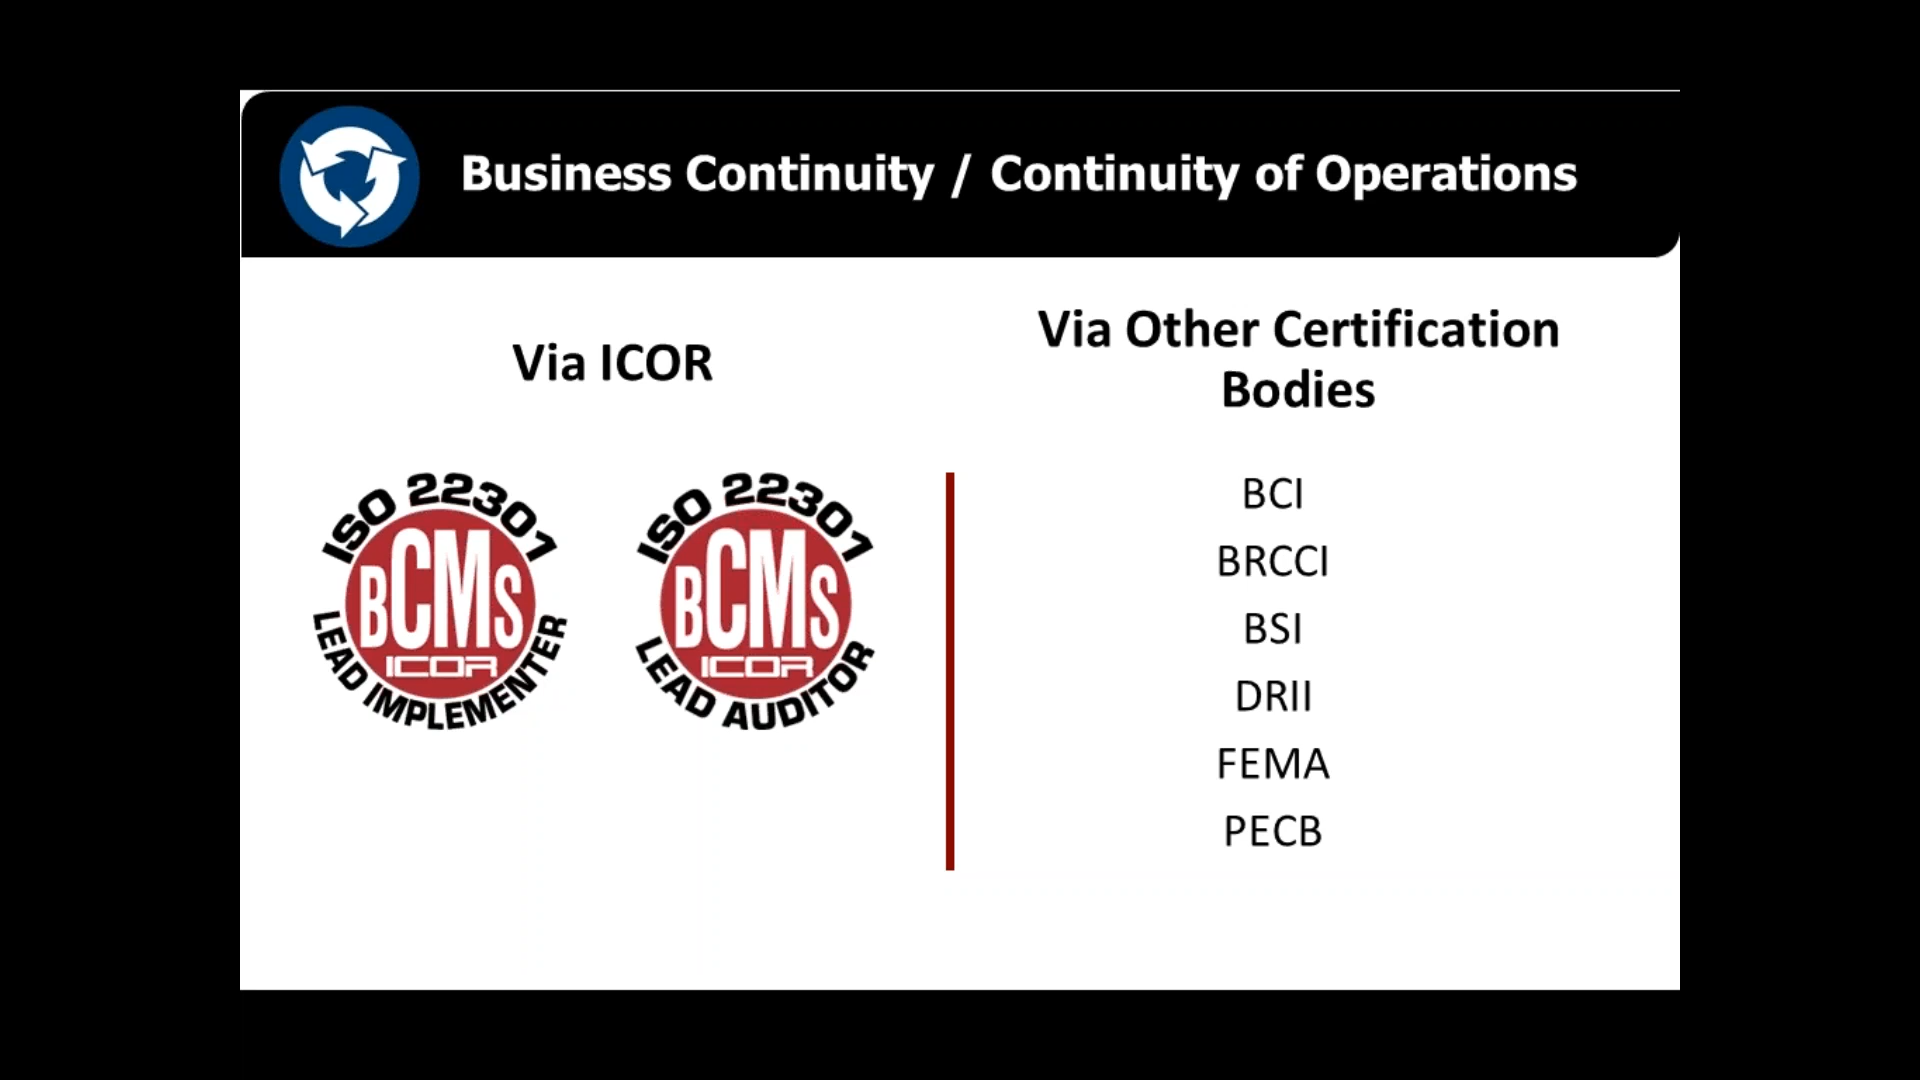 Business Continuity / Continuity of Operations
Via ICOR
ISO 22301
BCMS
ICOR
LEAD IMPLEMENTER
ISO 22301
BCMS
ICOR
LEAD AUDITOR
Via Other Certification
Bodies
BCI
BRCCI
BSI
DRII
FEMA
PECB